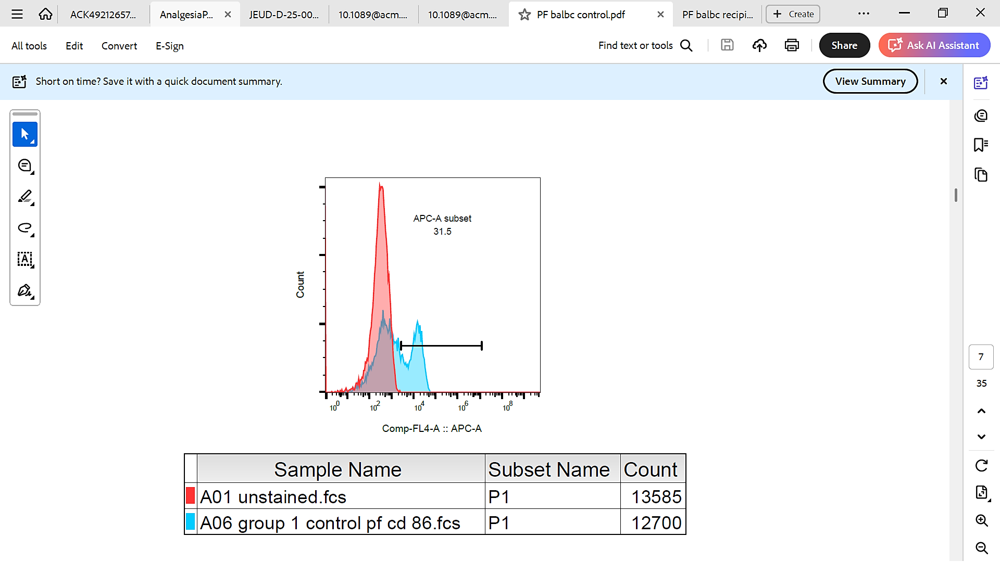 ACK49212657...
AnalgesiaP...
JEUD-D-25-00...
10.1089@acm....
10.1089@acm....
PF balbc control.pdf
PF balbc recipi...
Create
All tools
Edit
Convert
E-Sign
Find text or tools
Share
Ask AI Assistant
Short on time? Save it with a quick document summary.
View Summary
A
APC-A subset
31.5
Count
10^0 10^2 10^4 10^6 10^8
Comp-FL4-A :: APC-A
Sample Name Subset Name Count
A01 unstained.fcs P1 13585
A06 group 1 control pf cd 86.fcs P1 12700
7
35